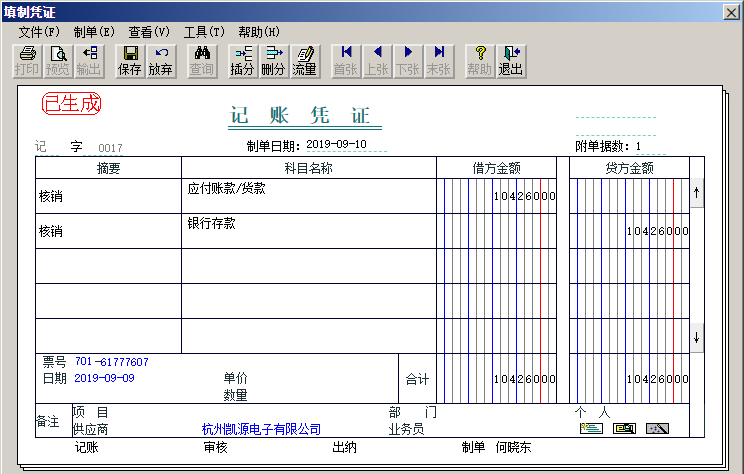 填制凭证
文件(F) 制单(E) 查看(V) 工具(T) 帮助(H)
打印 预览 输出 保存 放弃 查询 插分 删分 流量 首张 上张 下张 末张 帮助 退出
已生成
记 账 凭 证
记 字 0017 制单日期: 2019-09-10 附单据数: 1
摘要 科目名称 借方金额 贷方金额
核销 应付账款/货款 10426000
核销 银行存款 10426000
票号 701-61777607
日期 2019-09-09 单价 合计 10426000 10426000
数量
备注 项 目 部 门 个 人
供应商 杭州凯源电子有限公司 业务员
记账 审核 出纳 制单 何晓东